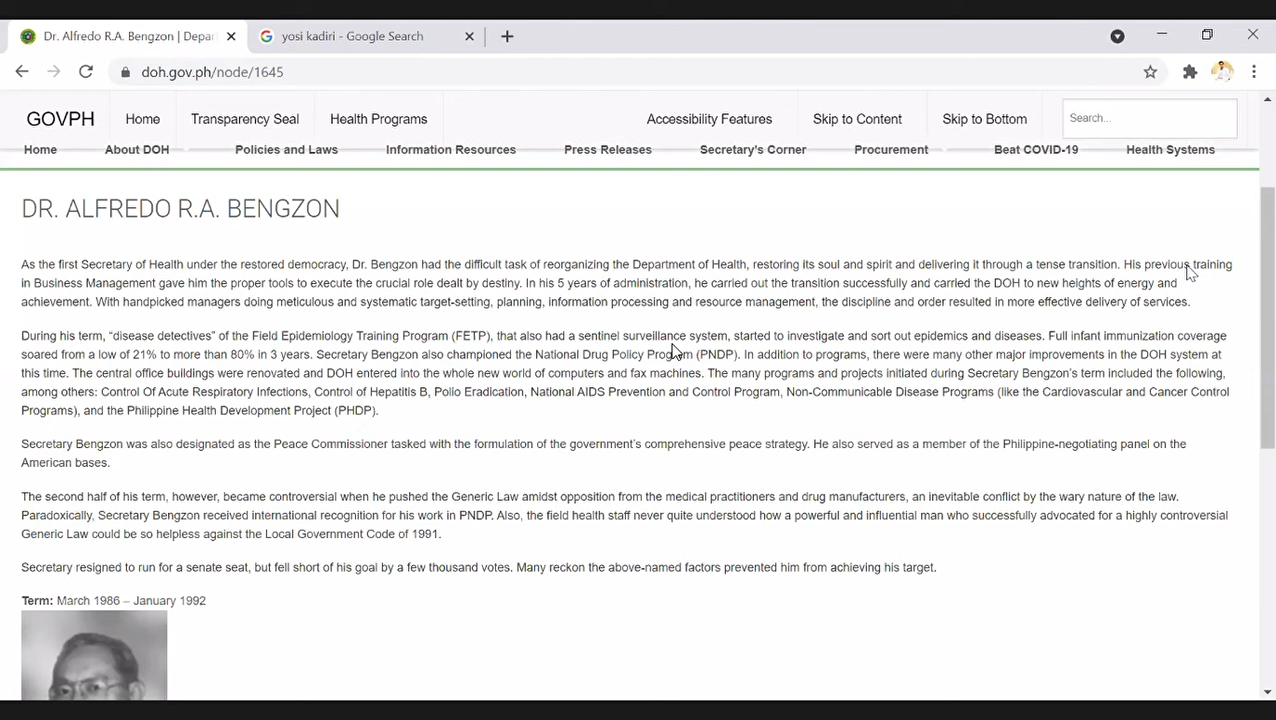 Dr. Alfredo R.A. Bengzon | Depar
yosi kadiri - Google Search
doh.gov.ph/node/1645
GOVPH Home Transparency Seal Health Programs Accessibility Features Skip to Content Skip to Bottom Search...
Home About DOH Policies and Laws Information Resources Press Releases Secretary's Corner Procurement Beat COVID-19 Health Systems
DR. ALFREDO R.A. BENGZON
As the first Secretary of Health under the restored democracy, Dr. Bengzon had the difficult task of reorganizing the Department of Health, restoring its soul and spirit and delivering it through a tense transition. His previous training
in Business Management gave him the proper tools to execute the crucial role dealt by destiny. In his 5 years of administration, he carried out the transition successfully and carried the DOH to new heights of energy and
achievement. With handpicked managers doing meticulous and systematic target-setting, planning, information processing and resource management, the discipline and order resulted in more effective delivery of services.
During his term, “disease detectives” of the Field Epidemiology Training Program (FETP), that also had a sentinel surveillance system, started to investigate and sort out epidemics and diseases. Full infant immunization coverage
soared from a low of 21% to more than 80% in 3 years. Secretary Bengzon also championed the National Drug Policy Program (PNDP). In addition to programs, there were many other major improvements in the DOH system at
this time. The central office buildings were renovated and DOH entered into the whole new world of computers and fax machines. The many programs and projects initiated during Secretary Bengzon’s term included the following,
among others: Control Of Acute Respiratory Infections, Control of Hepatitis B, Polio Eradication, National AIDS Prevention and Control Program, Non-Communicable Disease Programs (like the Cardiovascular and Cancer Control
Programs), and the Philippine Health Development Project (PHDP).
Secretary Bengzon was also designated as the Peace Commissioner tasked with the formulation of the government’s comprehensive peace strategy. He also served as a member of the Philippine-negotiating panel on the
American bases.
The second half of his term, however, became controversial when he pushed the Generic Law amidst opposition from the medical practitioners and drug manufacturers, an inevitable conflict by the wary nature of the law.
Paradoxically, Secretary Bengzon received international recognition for his work in PNDP. Also, the field health staff never quite understood how a powerful and influential man who successfully advocated for a highly controversial
Generic Law could be so helpless against the Local Government Code of 1991.
Secretary resigned to run for a senate seat, but fell short of his goal by a few thousand votes. Many reckon the above-named factors prevented him from achieving his target.
Term: March 1986 – January 1992